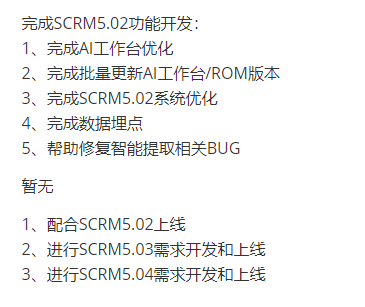 完成SCRM5.02功能开发：
1、完成AI工作台优化
2、完成批量更新AI工作台/ROM版本
3、完成SCRM5.02系统优化
4、完成数据埋点
5、帮助修复智能提取相关BUG
暂无
1、配合SCRM5.02上线
2、进行SCRM5.03需求开发和上线
3、进行SCRM5.04需求开发和上线